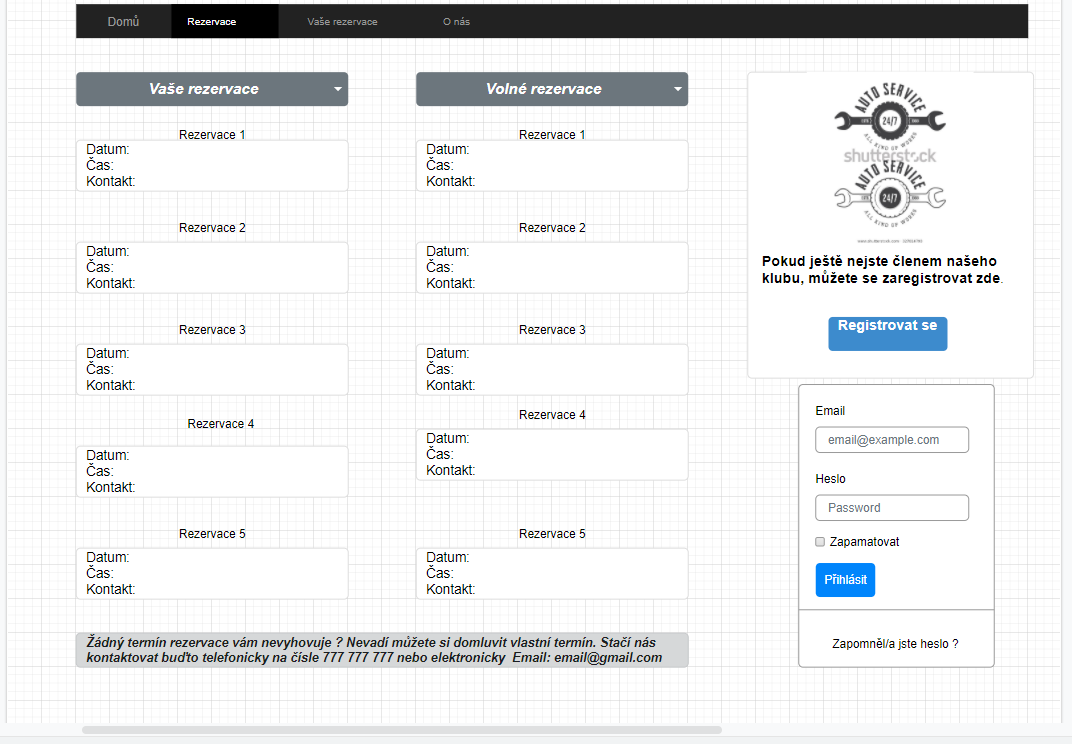 Domů Rezervace Vaše rezervace O nás
Vaše rezervace
Rezervace 1
Datum:
Čas:
Kontakt:
Rezervace 2
Datum:
Čas:
Kontakt:
Rezervace 3
Datum:
Čas:
Kontakt:
Rezervace 4
Datum:
Čas:
Kontakt:
Rezervace 5
Datum:
Čas:
Kontakt:
Volné rezervace
Rezervace 1
Datum:
Čas:
Kontakt:
Rezervace 2
Datum:
Čas:
Kontakt:
Rezervace 3
Datum:
Čas:
Kontakt:
Rezervace 4
Datum:
Čas:
Kontakt:
Rezervace 5
Datum:
Čas:
Kontakt:
Žádný termín rezervace vám nevyhovuje ? Nevadí můžete si domluvit vlastní termín. Stačí nás
kontaktovat buďto telefonicky na čísle 777 777 777 nebo elektronicky Email: email@gmail.com
AUTO SERVICE
24/7
ALL KIND OF WORKS
shutterstock
AUTO SERVICE
24/7
ALL KIND OF WORKS
Pokud ještě nejste členem našeho
klubu, můžete se zaregistrovat zde.
Registrovat se
Email
email@example.com
Heslo
Password
Zapamatovat
Přihlásit
Zapomněl/a jste heslo ?